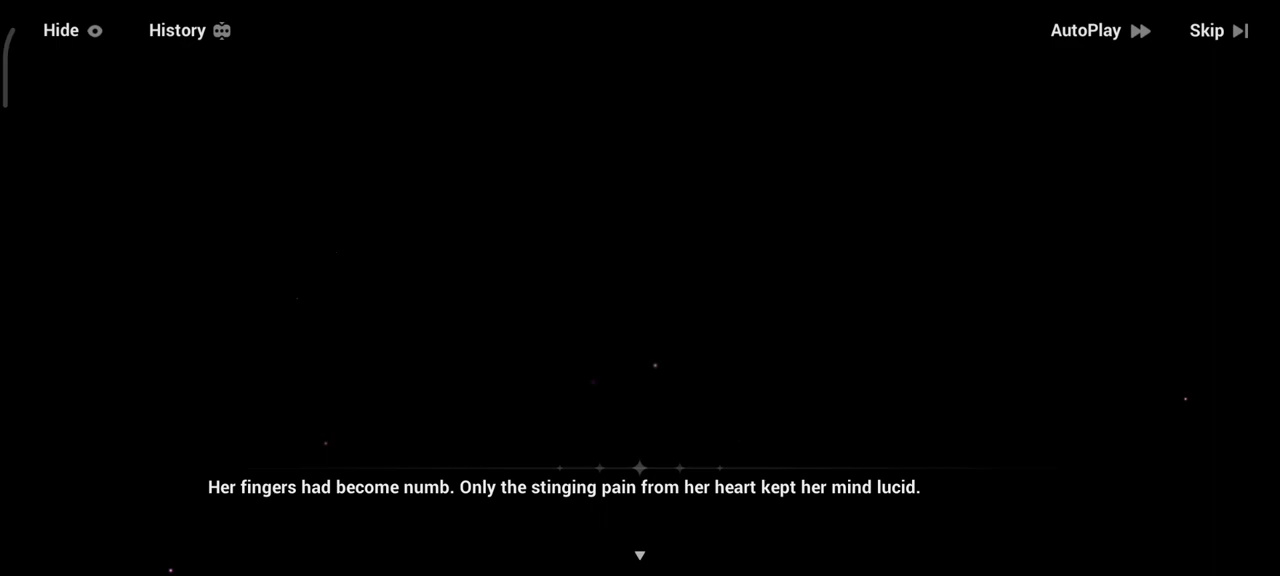 Hide
History
AutoPlay
Skip
Her fingers had become numb. Only the stinging pain from her heart kept her mind lucid.